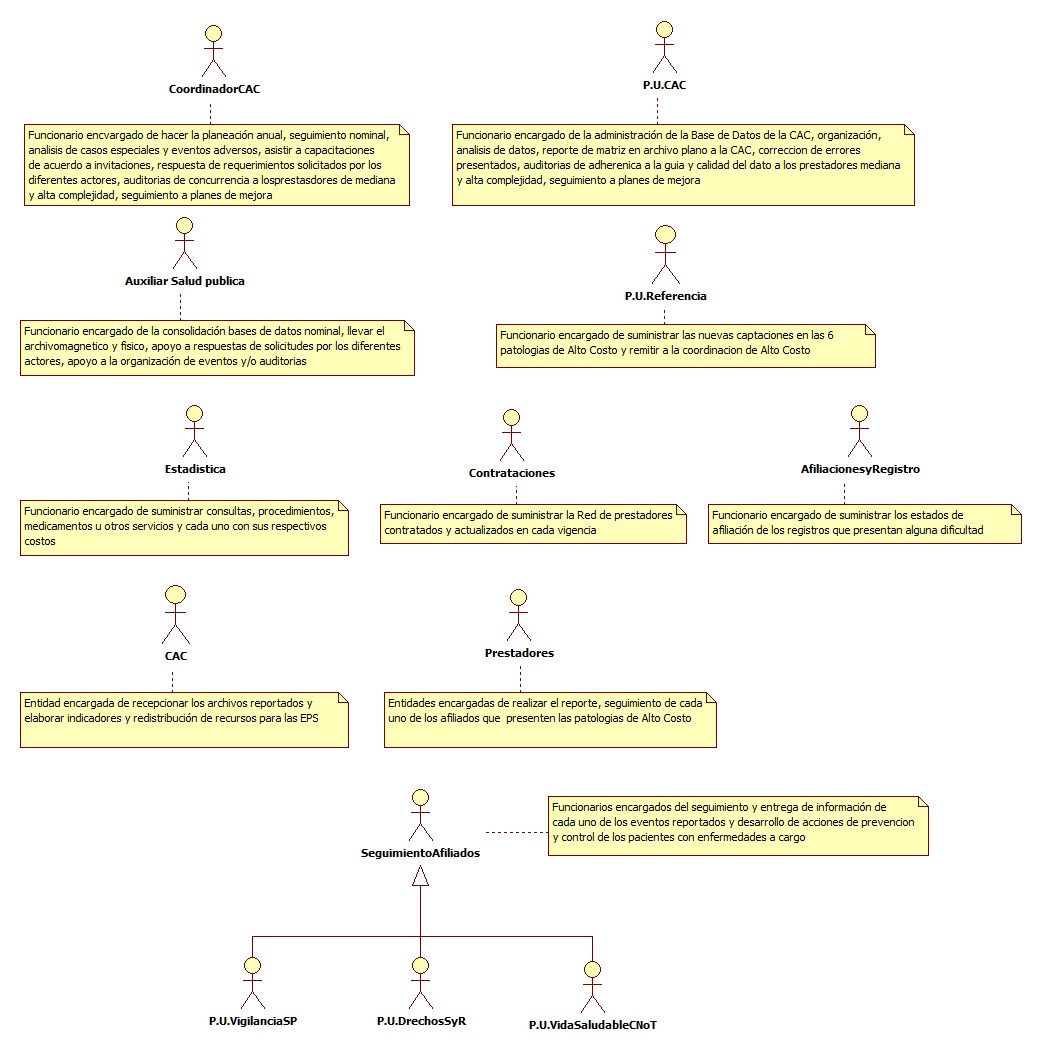 CoordinadorCAC
Funcionario encvargado de hacer la planeación anual, seguimiento nominal,
analisis de casos especiales y eventos adversos, asistir a capacitaciones
de acuerdo a invitaciones, respuesta de requerimientos solicitados por los
diferentes actores, auditorias de concurrencia a losprestasdores de mediana
y alta complejidad, seguimiento a planes de mejora
P.U.CAC
Funcionario encargado de la administración de la Base de Datos de la CAC, organización,
analisis de datos, reporte de matriz en archivo plano a la CAC, correccion de errores
presentados, auditorias de adherenica a la guia y calidad del dato a los prestadores mediana
y alta complejidad, seguimiento a planes de mejora
Auxiliar Salud publica
Funcionario encargado de la consolidación bases de datos nominal, llevar el
archivomagnetico y fisico, apoyo a respuestas de solicitudes por los diferentes
actores, apoyo a la organización de eventos y/o auditorias
P.U.Referencia
Funcionario encargado de suministrar las nuevas captaciones en las 6
patologias de Alto Costo y remitir a la coordinacion de Alto Costo
Estadistica
Funcionario encargado de suministrar consultas, procedimientos,
medicamentos u otros servicios y cada uno con sus respectivos
costos
Contrataciones
Funcionario encargado de suministrar la Red de prestadores
contratados y actualizados en cada vigencia
AfiliacionesyRegistro
Funcionario encargado de suministrar los estados de
afiliación de los registros que presentan alguna dificultad
CAC
Entidad encargada de recepcionar los archivos reportados y
elaborar indicadores y redistribución de recursos para las EPS
Prestadores
Entidades encargadas de realizar el reporte, seguimiento de cada
uno de los afiliados que  presenten las patologias de Alto Costo
SeguimientoAfiliados
Funcionarios encargados del seguimiento y entrega de información de
cada uno de los eventos reportados y desarrollo de acciones de prevencion
y control de los pacientes con enfermedades a cargo
P.U.VigilanciaSP
P.U.DrechosSyR
P.U.VidaSaludableCNoT